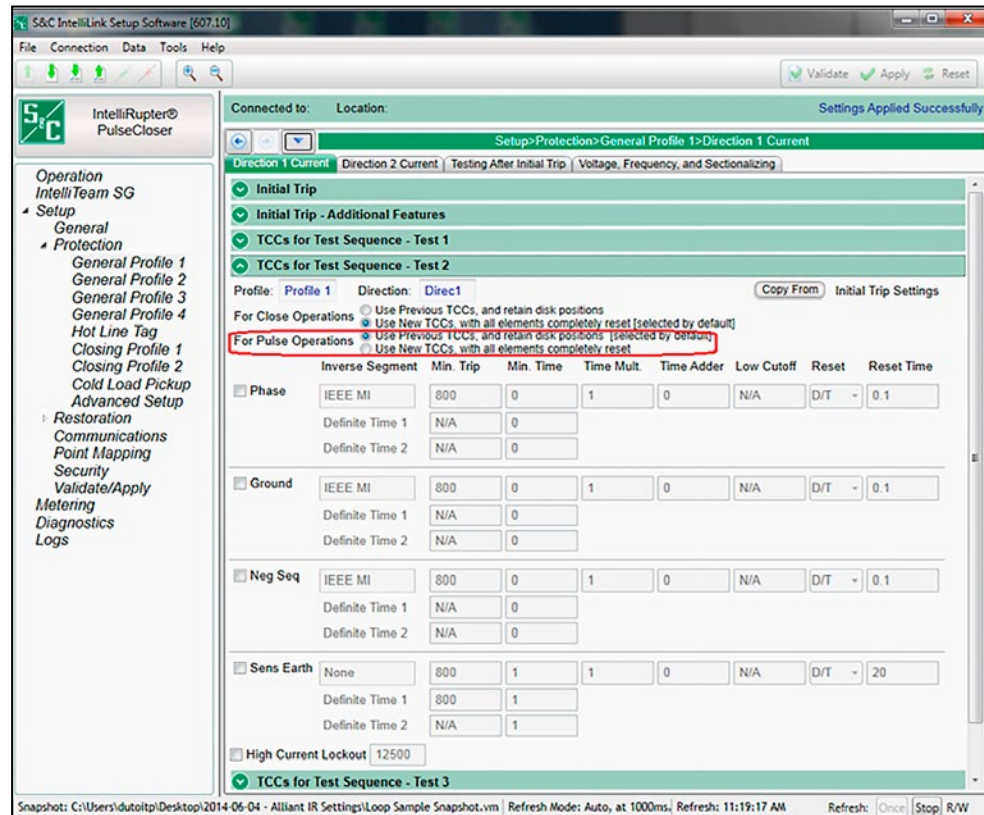 S&C IntelliLink Setup Software [607.10]
File Connection Data Tools Help
Validate Apply Reset
S&C
IntelliRupter®
PulseCloser
Connected to: Location: Settings Applied Successfully
Setup>Protection>General Profile 1>Direction 1 Current
Direction 1 Current Direction 2 Current Testing After Initial Trip Voltage, Frequency, and Sectionalizing
Operation
IntelliTeam SG
Setup
General
Protection
General Profile 1
General Profile 2
General Profile 3
General Profile 4
Hot Line Tag
Closing Profile 1
Closing Profile 2
Cold Load Pickup
Advanced Setup
Restoration
Communications
Point Mapping
Security
Validate/Apply
Metering
Diagnostics
Logs
Initial Trip
Initial Trip - Additional Features
TCCs for Test Sequence - Test 1
TCCs for Test Sequence - Test 2
Profile: Profile 1 Direction: Direc1 Copy From Initial Trip Settings
For Close Operations Use Previous TCCs, and retain disk positions
Use New TCCs, with all elements completely reset [selected by default]
For Pulse Operations Use Previous TCCs, and retain disk positions [selected by default]
Use New TCCs, with all elements completely reset
Inverse Segment Min. Trip Min. Time Time Mult. Time Adder Low Cutoff Reset Reset Time
Phase IEEE MI 800 0 1 0 N/A D/T 0.1
Definite Time 1 N/A 0
Definite Time 2 N/A 0
Ground IEEE MI 800 0 1 0 N/A D/T 0.1
Definite Time 1 N/A 0
Definite Time 2 N/A 0
Neg Seq IEEE MI 800 0 1 0 N/A D/T 0.1
Definite Time 1 N/A 0
Definite Time 2 N/A 0
Sens Earth None 800 1 1 0 N/A D/T 20
Definite Time 1 800 1
Definite Time 2 N/A 1
High Current Lockout 12500
TCCs for Test Sequence - Test 3
Snapshot: C:\Users\dutoitp\Desktop\2014-06-04 - Alliant IR Settings\Loop Sample Snapshot.vm Refresh Mode: Auto, at 1000ms. Refresh: 11:19:17 AM Refresh: Once Stop R/W